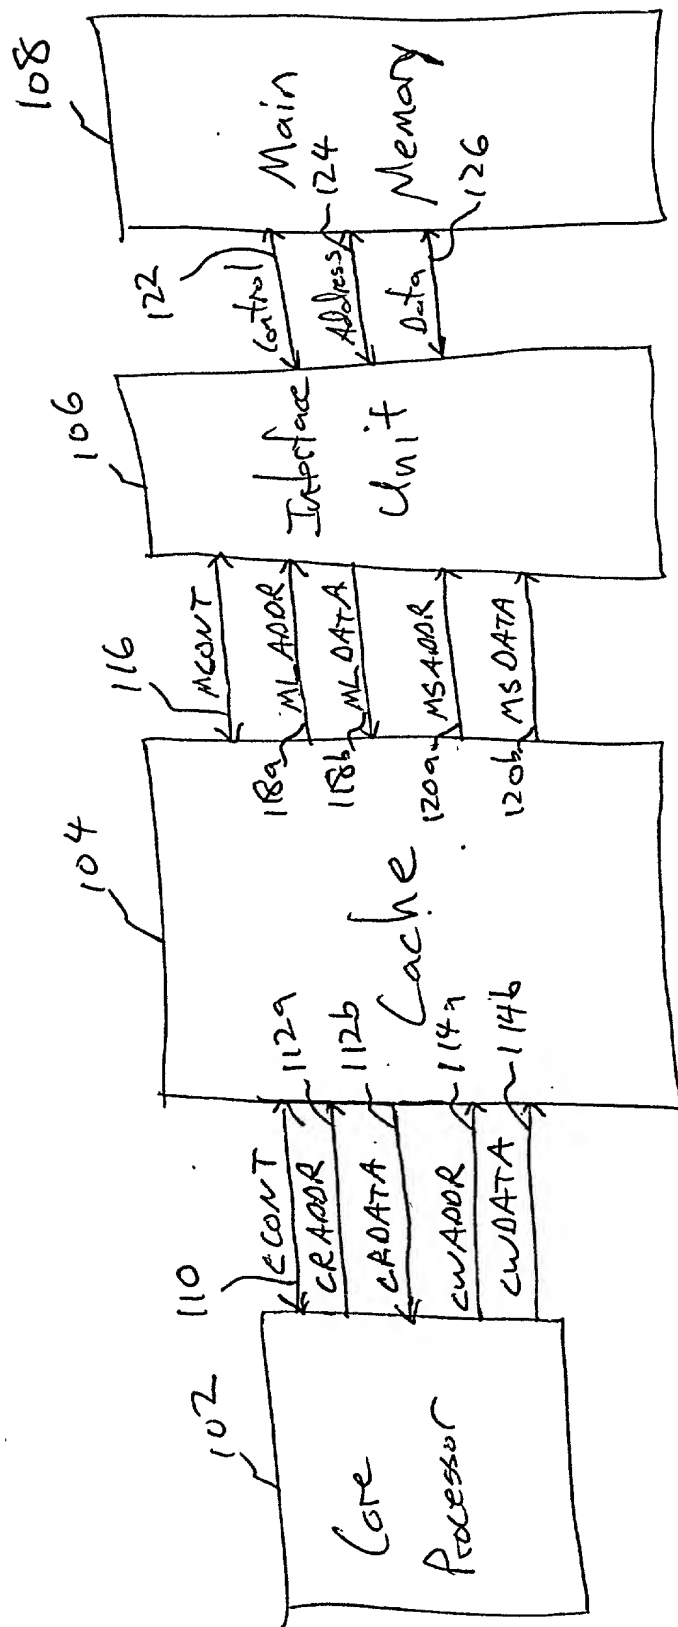 102
Core
Processor
110
CCONT
CRADDR
112a
CRDATA
112b
CWADDR
114a
CWDATA
114b
104
Cache
116
MCONT
118a
MLADDR
118b
MLDATA
120a
MSADDR
120b
MSDATA
106
Interface
Unit
122
Control
Address
124
Data
126
108
Main
Memory